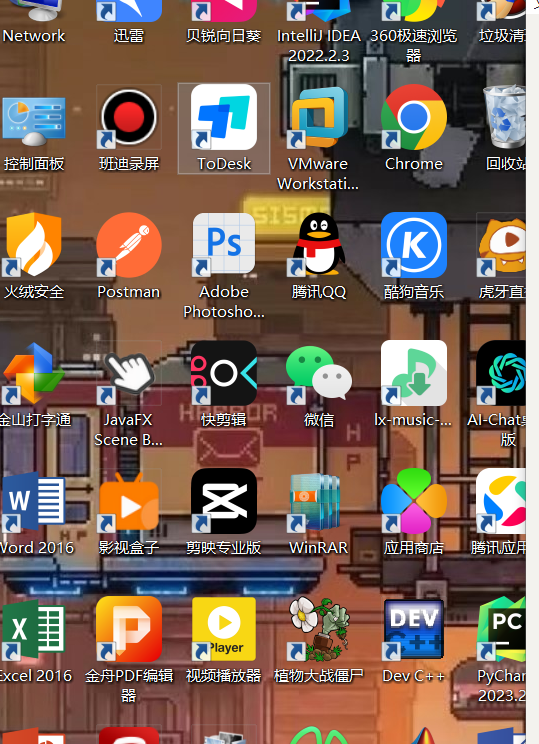 Network
迅雷
贝锐向日葵
IntelliJ IDEA
2022.2.3
360极速浏览
器
垃圾清
控制面板
班迪录屏
ToDesk
VMware
Workstati...
Chrome
回收站
SISM
火绒安全
Postman
Ps
Adobe
Photosho...
腾讯QQ
K
酷狗音乐
虎牙直
金山打字通
JavaFX
Scene B...
快剪辑
微信
lx-music-...
AI-Chat
版
H
P
W
Word 2016
影视盒子
剪映专业版
WinRAR
应用商店
腾讯应用
X
Excel 2016
P
金舟PDF编辑
器
Player
视频播放器
植物大战僵尸
DEV
C++
Dev C++
PC
PyChar
2023.2